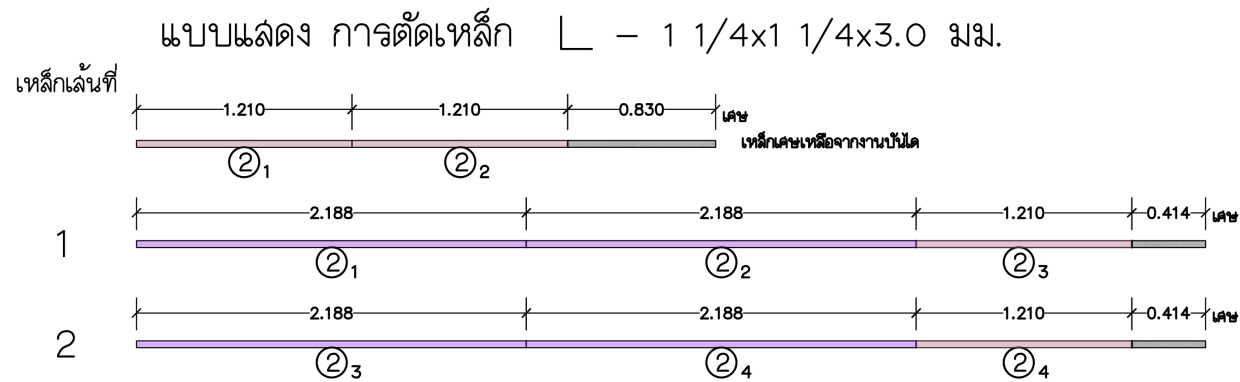 แบบแสดง การตัดเหล็ก L - 1 1/4x1 1/4x3.0 มม.
เหล็กเส้นที่
1.210 1.210 0.830 เศษ
เหล็กเศษเหลือจากงานบันได
②1 ②2
2.188 2.188 1.210 0.414 เศษ
1
②1 ②2 ②3
2.188 2.188 1.210 0.414 เศษ
2
②3 ②4 ②4